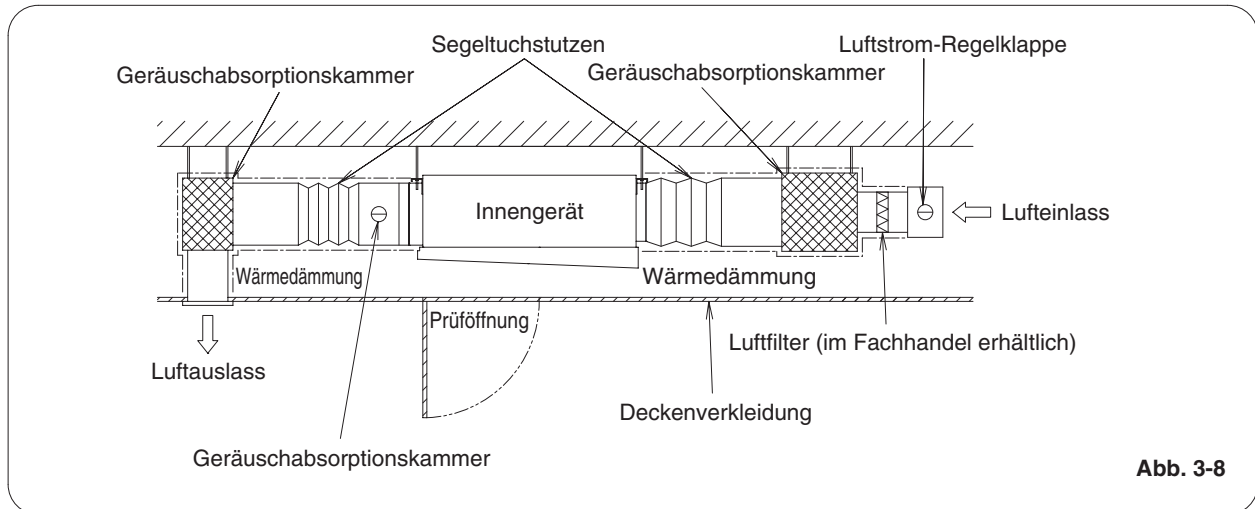 Segeltuchstutzen
Luftstrom-Regelklappe
Geräuschabsorptionskammer
Geräuschabsorptionskammer
Innengerät
Lufteinlass
Wärmedämmung
Wärmedämmung
Prüföffnung
Luftfilter (im Fachhandel erhältlich)
Luftauslass
Deckenverkleidung
Geräuschabsorptionskammer
Abb. 3-8